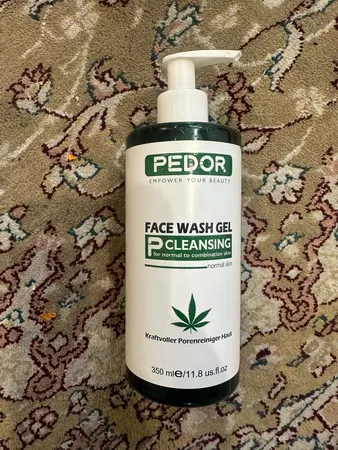 PEDOR
EMPOWER YOUR BEAUTY
FACE WASH GEL
P CLEANSING
for normal to combination skin
normal skin
Kraftvoller Porenreiniger Haut
350 ml℮/11.8 us.fl.oz